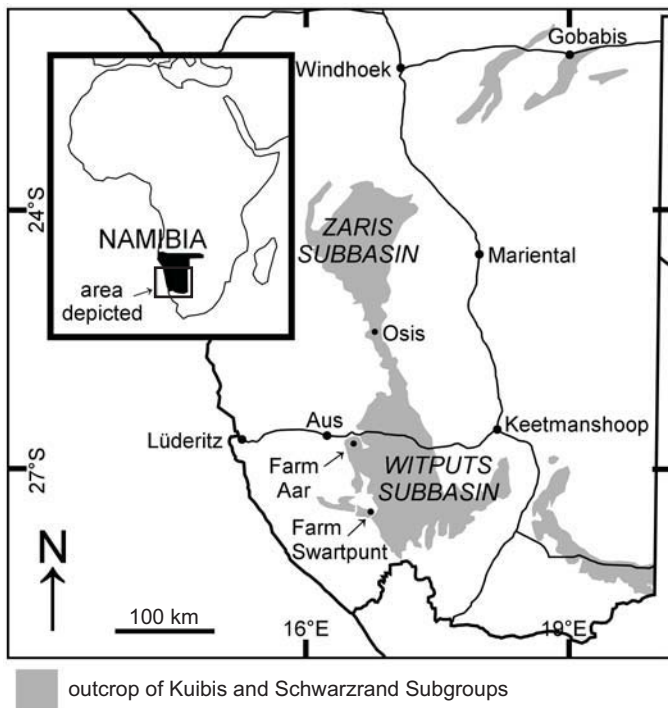 Gobabis
Windhoek
24°S
NAMIBIA
area
depicted
ZARIS
SUBBASIN
Mariental
Osis
Aus
Keetmanshoop
Lüderitz
Farm
Aar
WITPUTS
SUBBASIN
27°S
Farm
Swartpunt
N
100 km
16°E
19°E
outcrop of Kuibis and Schwarzrand Subgroups